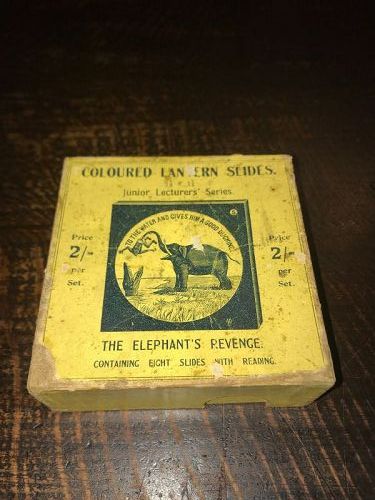 COLOURED LANTERN SLIDES.
Junior Lecturers' Series.
TO THE WATER AND GIVES HIM A GOOD DUCKING
Price
2/-
per
Set.
Price
2/-
per
Set.
THE ELEPHANT'S REVENGE.
CONTAINING EIGHT SLIDES WITH READING.